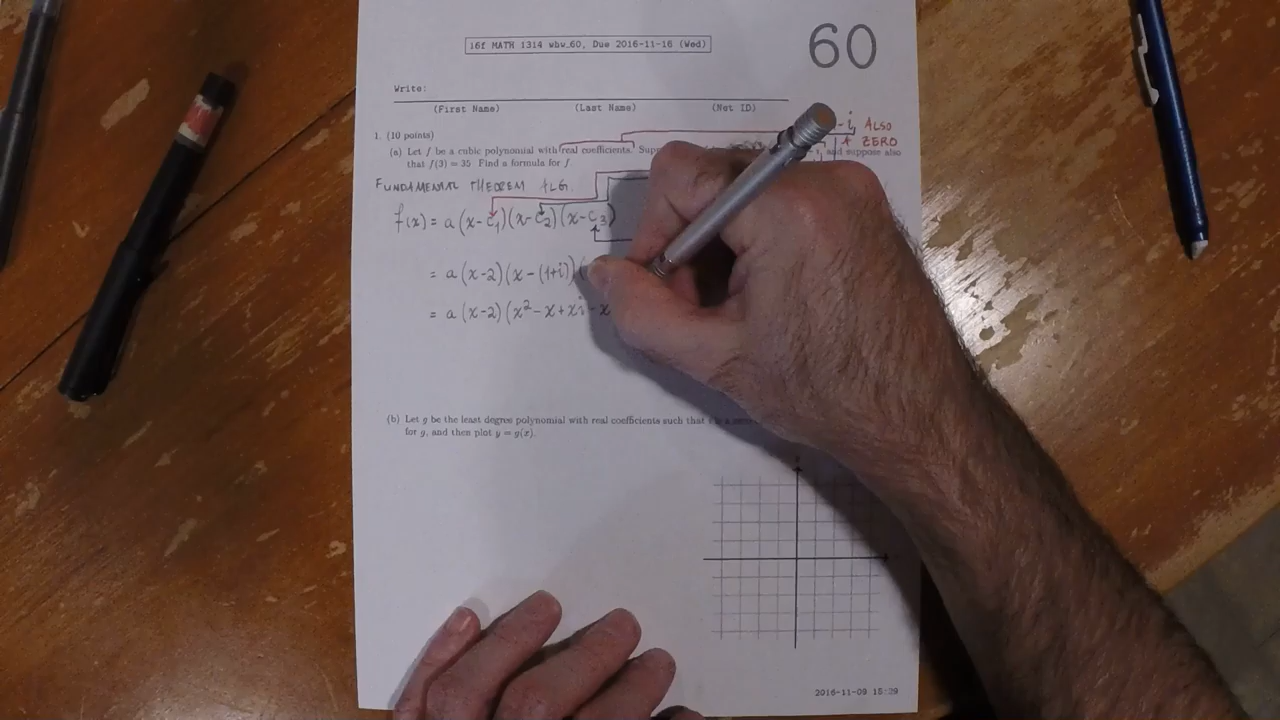 16f MATH 1314 wbw_60, Due 2016-11-16 (Wed)
60
Write:
(First Name) (Last Name) (Net ID)
1. (10 points)
-i, ALSO
ZERO
(a) Let f be a cubic polynomial with real coefficients. and suppose also
that f(3) = 35. Find a formula for f.
FUNDAMENTAL THEOREM ALG.
f(x) = a(x-c₁)(x-c₂)(x-c₃)
= a(x-2)(x-(1+i))(
= a(x-2)(x²-x+xi-x
(b) Let g be the least degree polynomial with real coefficients such that i is a
for g, and then plot y = g(x).
2016-11-09 15:29